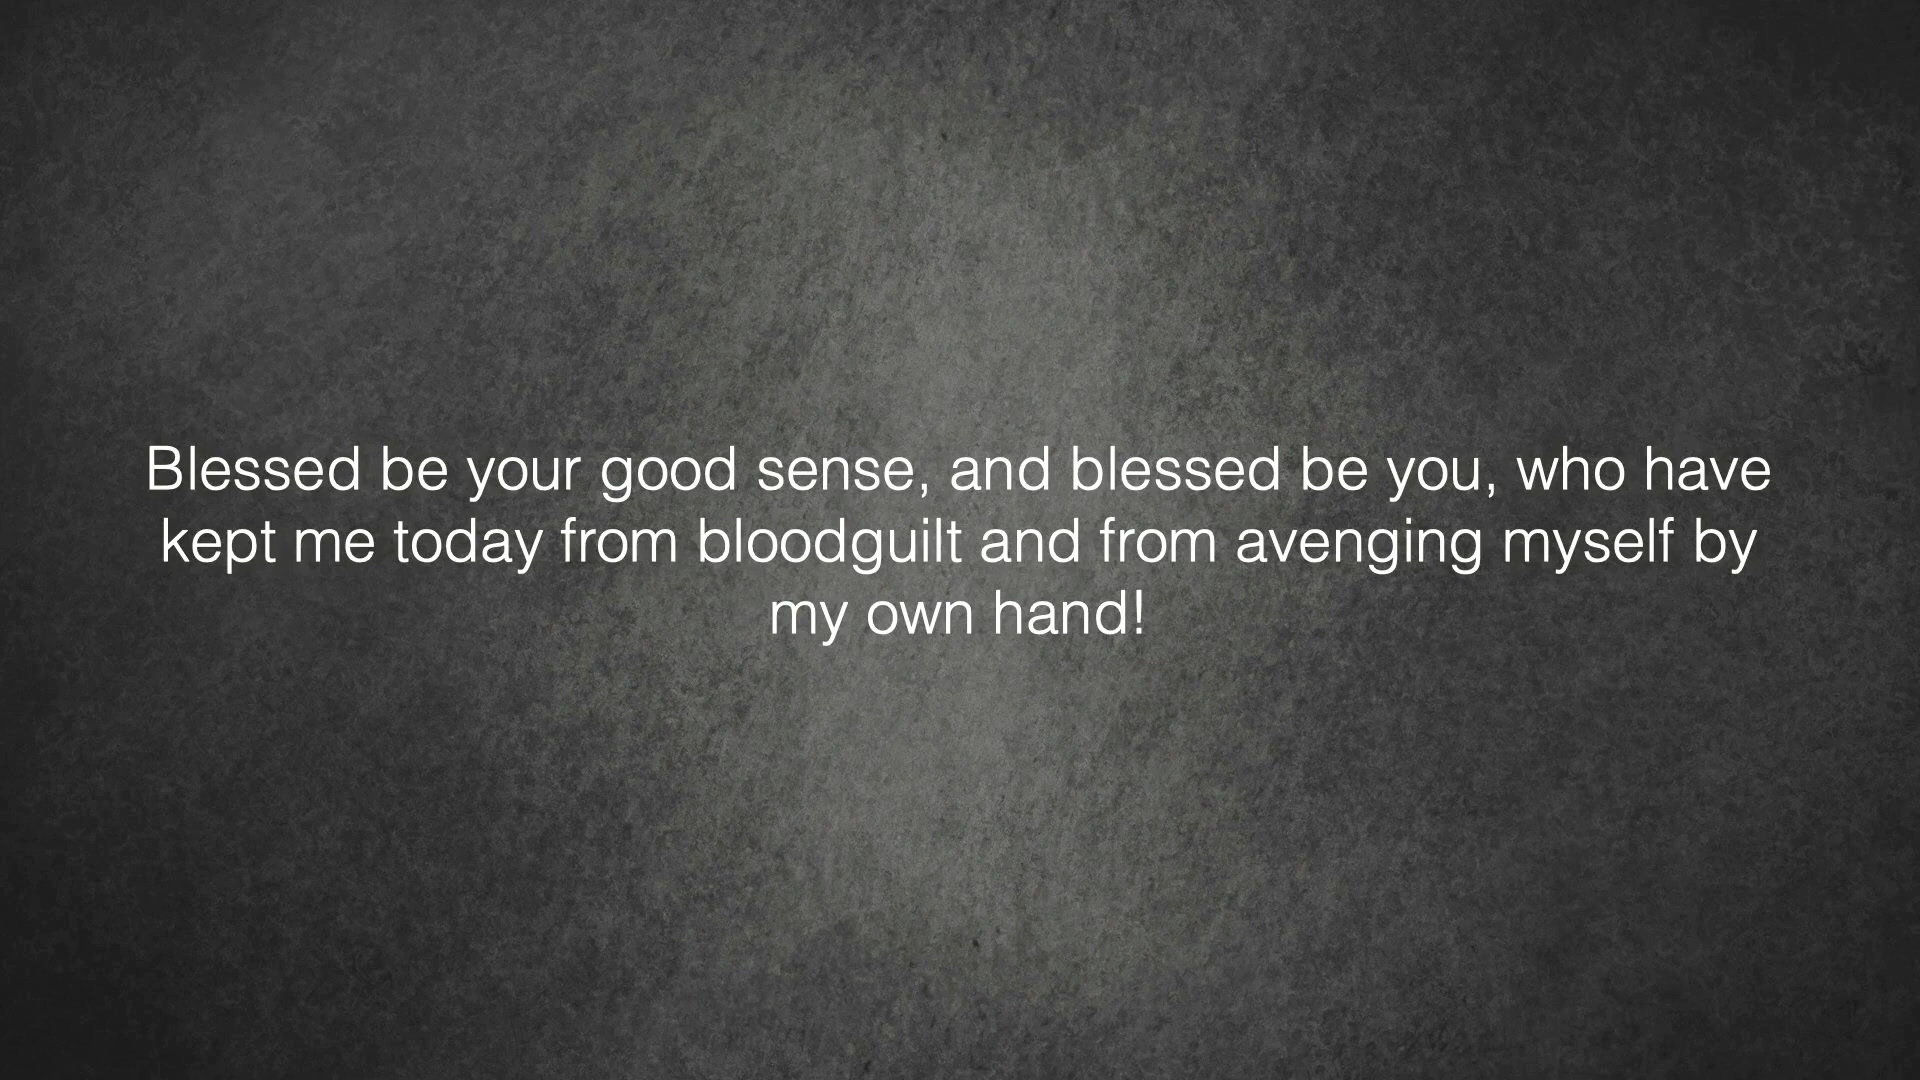 Blessed be your good sense, and blessed be you, who have
kept me today from bloodguilt and from avenging myself by
my own hand!